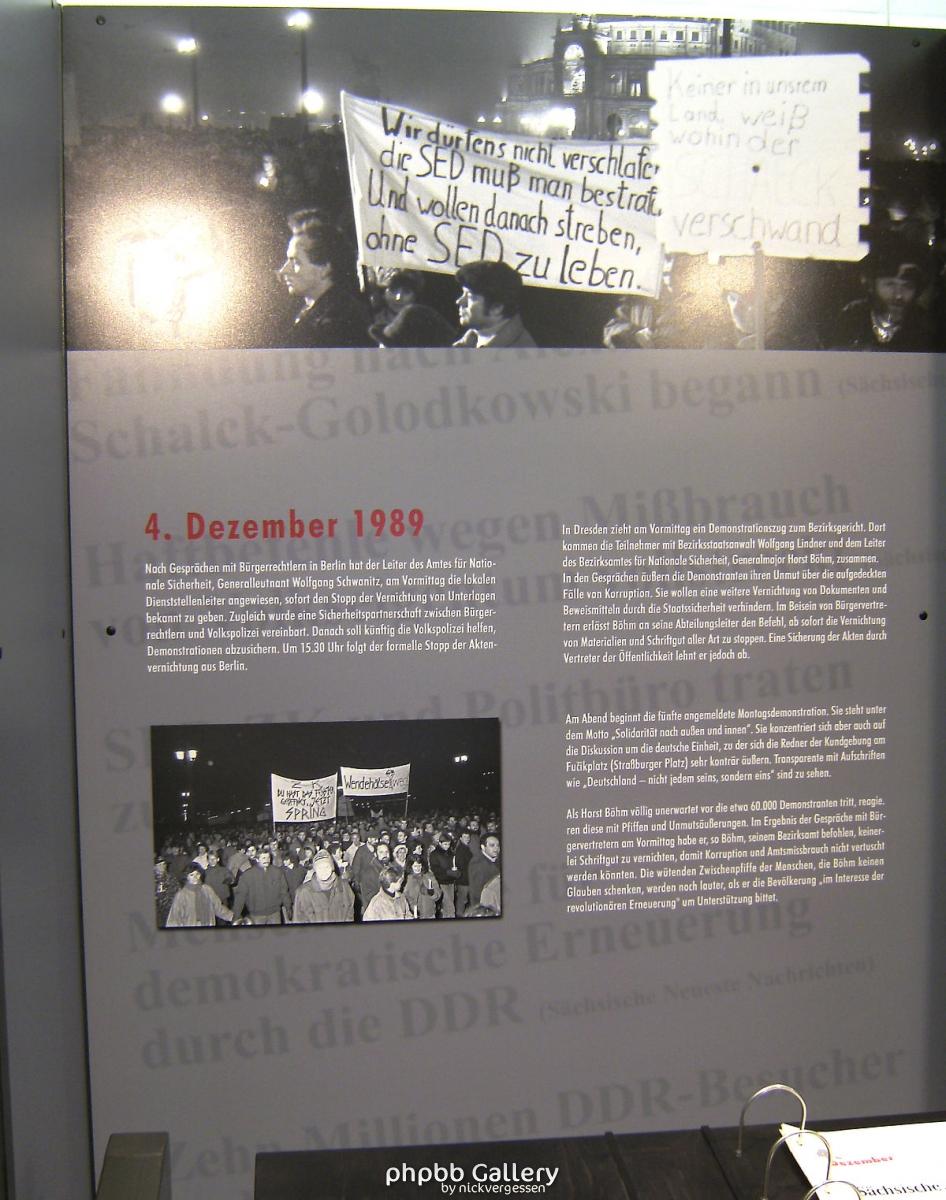 Wir dürfens nicht verschlafe
die SED muß man bestraf
Und wollen danach streben,
ohne SED zu leben.
Keiner in unsrem
Land, weiß
wohin der
verschwand
Fahndung nach
Schalck-Golodkowski begann (Sächsische
wegen Mißbrauch
4. Dezember 1989
Nach Gesprächen mit Bürgerrechtlern in Berlin hat der Leiter des Amtes für Natio-
nale Sicherheit, Generalleutnant Wolfgang Schwanitz, am Vormittag die lokalen
Dienststellenleiter angewiesen, sofort den Stopp der Vernichtung von Unterlagen
bekannt zu geben. Zugleich wurde eine Sicherheitspartnerschaft zwischen Bürger-
rechtlern und Volkspolizei vereinbart. Danach soll künftig die Volkspolizei helfen,
Demonstrationen abzusichern. Um 15.30 Uhr folgt der formelle Stopp der Akten-
vernichtung aus Berlin.
In Dresden zieht am Vormittag ein Demonstrationszug zum Bezirksgericht. Dort
kommen die Teilnehmer mit Bezirksstaatsanwalt Wolfgang Lindner und dem Leiter
des Bezirksamtes für Nationale Sicherheit, Generalmajor Horst Böhm, zusammen.
In den Gesprächen äußern die Demonstranten ihren Unmut über die aufgedeckten
Fälle von Korruption. Sie wollen eine weitere Vernichtung von Dokumenten und
Beweismitteln durch die Staatssicherheit verhindern. Im Beisein von Bürgervertre-
tern erlässt Böhm an seine Abteilungsleiter den Befehl, ab sofort die Vernichtung
von Materialien und Schriftgut aller Art zu stoppen. Eine Sicherung der Akten durch
Vertreter der Öffentlichkeit lehnt er jedoch ab.
und Politbüro traten
Am Abend beginnt die fünfte angemeldete Montagsdemonstration. Sie steht unter
dem Motto „Solidarität nach außen und innen“. Sie konzentriert sich aber auch auf
die Diskussion um die deutsche Einheit, zu der sich die Redner der Kundgebung am
Fučíkplatz (Straßburger Platz) sehr konträr äußern. Transparente mit Aufschriften
wie „Deutschland – nicht jedem seins, sondern eins“ sind zu sehen.
Als Horst Böhm völlig unerwartet vor die etwa 60.000 Demonstranten tritt, reagie-
ren diese mit Pfiffen und Unmutsäußerungen. Im Ergebnis der Gespräche mit Bür-
gervertretern am Vormittag habe er, so Böhm, seinem Bezirksamt befohlen, keiner-
lei Schriftgut zu vernichten, damit Korruption und Amtsmissbrauch nicht vertuscht
werden könnten. Die wütenden Zwischenpfiffe der Menschen, die Böhm keinen
Glauben schenken, werden noch lauter, als er die Bevölkerung „im Interesse der
revolutionären Erneuerung“ um Unterstützung bittet.
ZK
DU HAST DAS
JETZT
SPRING
Wendehälse weg
demokratische Erneuerung
durch die DDR (Sächsische Neueste Nachrichten)
Zehn Millionen DDR-Besucher
Dezember
Sächsische
phpbb Gallery
by nickvergessen